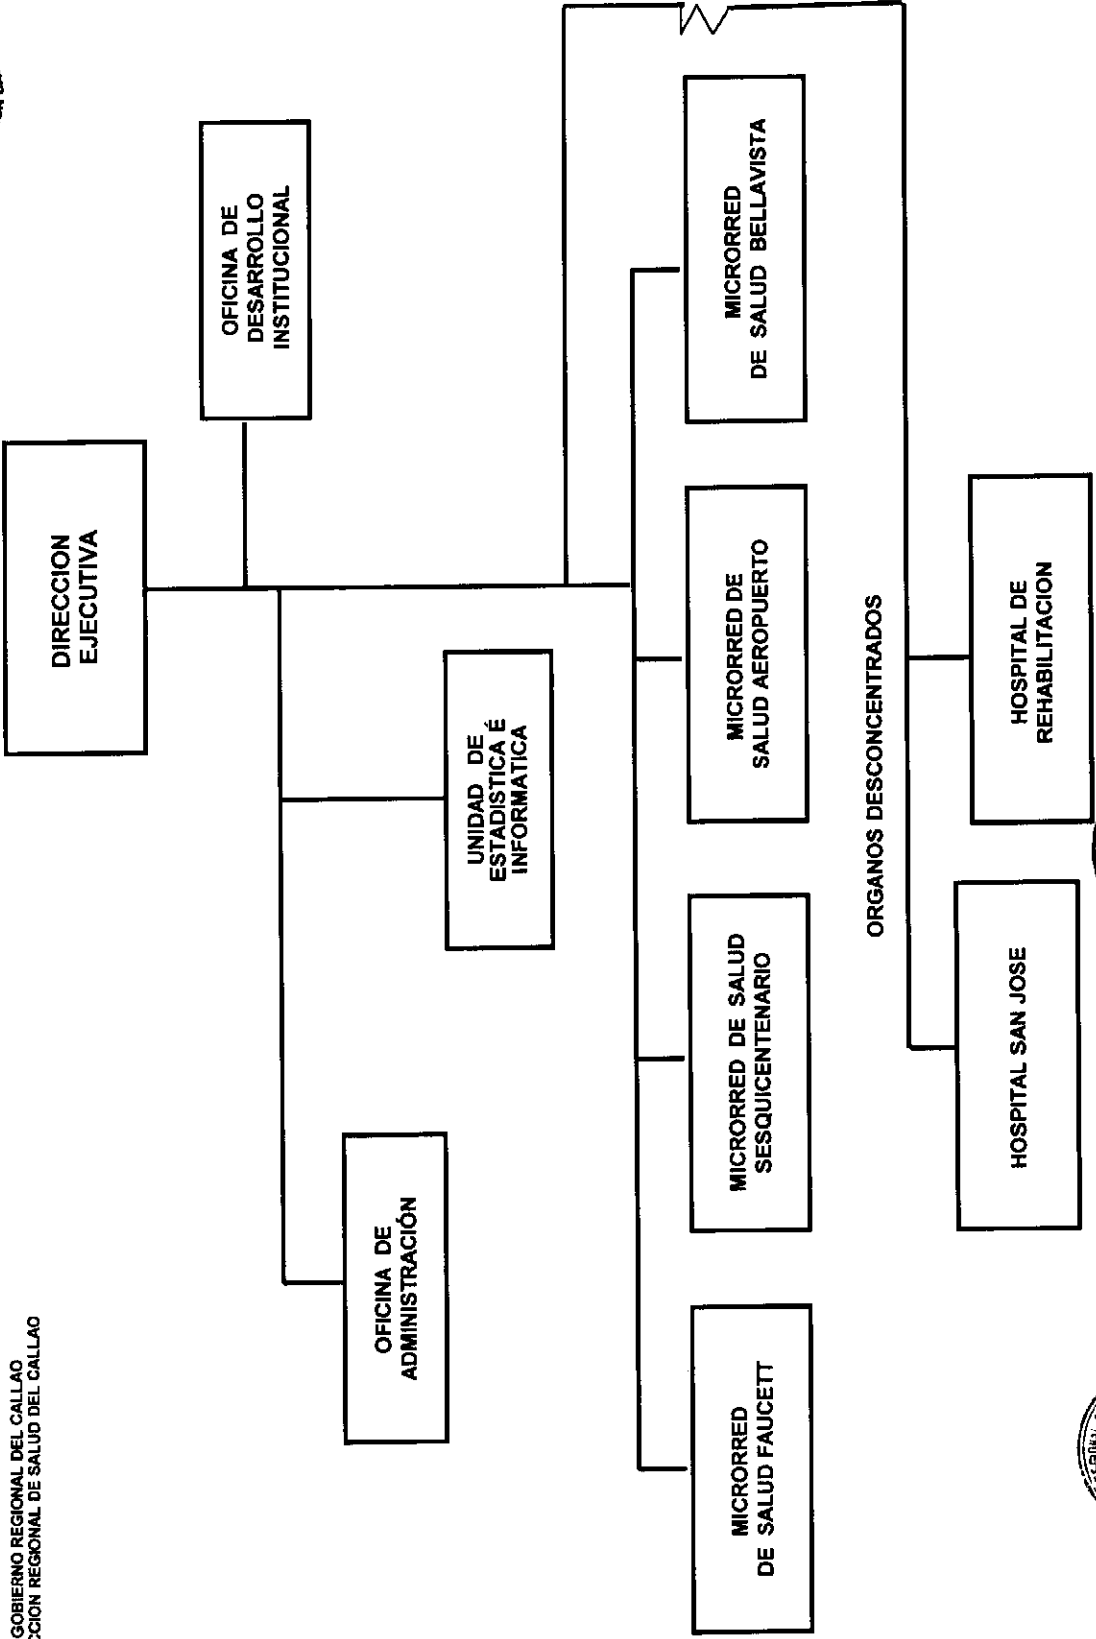 GOBIERNO REGIONAL DEL CALLAO
CCION REGIONAL DE SALUD DEL CALLAO
DIRECCION
EJECUTIVA
OFICINA DE
DESARROLLO
INSTITUCIONAL
OFICINA DE
ADMINISTRACIÓN
UNIDAD DE
ESTADISTICA É
INFORMATICA
MICRORRED
DE SALUD FAUCETT
MICRORRED DE SALUD
SESQUICENTENARIO
MICRORRED DE
SALUD AEROPUERTO
MICRORRED
DE SALUD BELLAVISTA
ORGANOS DESCONCENTRADOS
HOSPITAL SAN JOSE
HOSPITAL DE
REHABILITACION